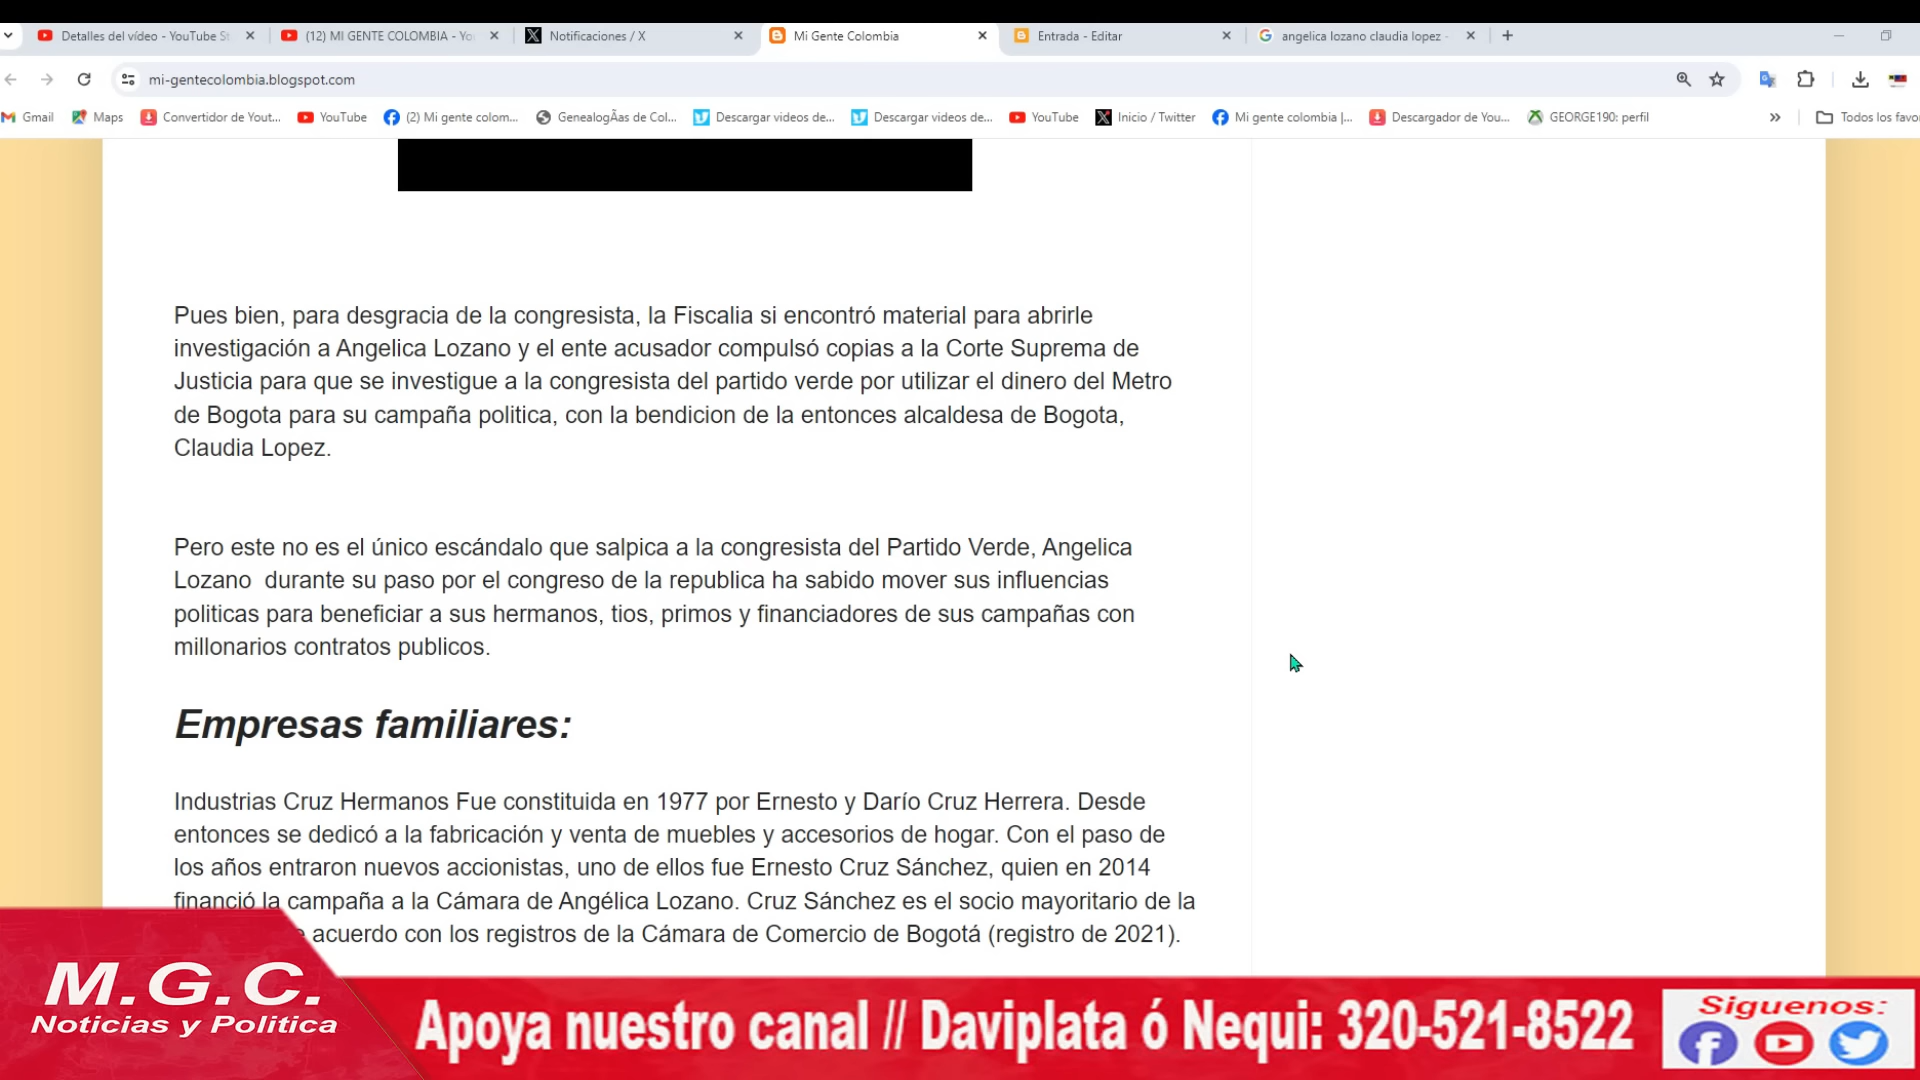 Detalles del vídeo - YouTube St
(12) MI GENTE COLOMBIA - Yo
Notificaciones / X
Mi Gente Colombia
Entrada - Editar
angelica lozano claudia lopez -
mi-gentecolombia.blogspot.com
Gmail
Maps
Convertidor de Yout...
YouTube
(2) Mi gente colom...
GenealogÃas de Col...
Descargar videos de...
Descargar videos de...
YouTube
Inicio / Twitter
Mi gente colombia |...
Descargador de You...
GEORGE190: perfil
Todos los favo
Pues bien, para desgracia de la congresista, la Fiscalia si encontró material para abrirle
investigación a Angelica Lozano y el ente acusador compulsó copias a la Corte Suprema de
Justicia para que se investigue a la congresista del partido verde por utilizar el dinero del Metro
de Bogota para su campaña politica, con la bendicion de la entonces alcaldesa de Bogota,
Claudia Lopez.
Pero este no es el único escándalo que salpica a la congresista del Partido Verde, Angelica
Lozano durante su paso por el congreso de la republica ha sabido mover sus influencias
politicas para beneficiar a sus hermanos, tios, primos y financiadores de sus campañas con
millonarios contratos publicos.
Empresas familiares:
Industrias Cruz Hermanos Fue constituida en 1977 por Ernesto y Darío Cruz Herrera. Desde
entonces se dedicó a la fabricación y venta de muebles y accesorios de hogar. Con el paso de
los años entraron nuevos accionistas, uno de ellos fue Ernesto Cruz Sánchez, quien en 2014
financió la campaña a la Cámara de Angélica Lozano. Cruz Sánchez es el socio mayoritario de la
acuerdo con los registros de la Cámara de Comercio de Bogotá (registro de 2021).
M.G.C.
Noticias y Politica
Apoya nuestro canal // Daviplata ó Nequi: 320-521-8522
Siguenos: